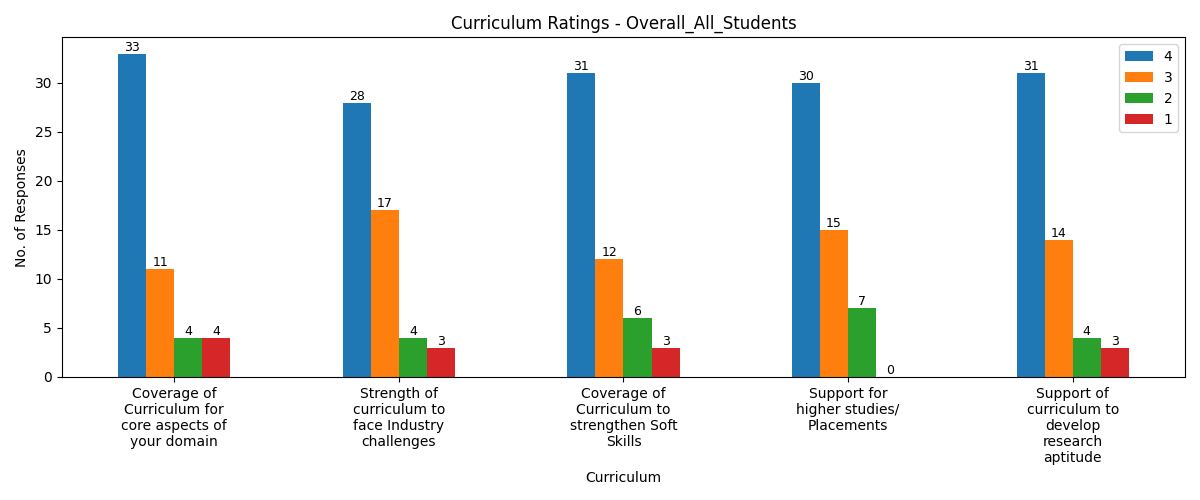 Curriculum Ratings - Overall_All_Students
4
3
2
1
No. of Responses
30
25
20
15
10
5
0
33
11
4
4
28
17
4
3
31
12
6
3
30
15
7
0
31
14
4
3
Coverage of
Curriculum for
core aspects of
your domain
Strength of
curriculum to
face Industry
challenges
Coverage of
Curriculum to
strengthen Soft
Skills
Support for
higher studies/
Placements
Support of
curriculum to
develop
research
aptitude
Curriculum